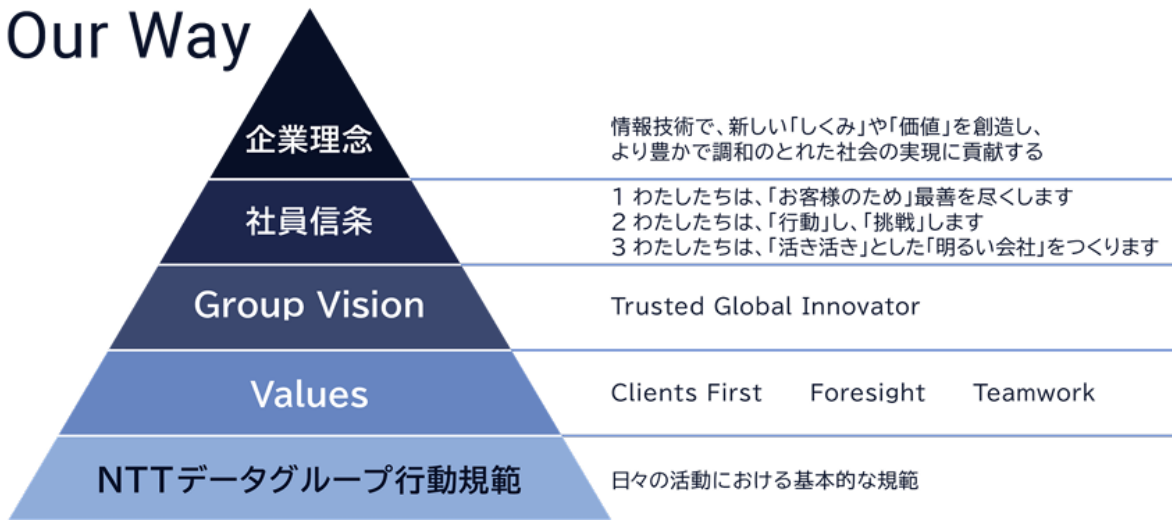 Our Way
企業理念
情報技術で、新しい「しくみ」や「価値」を創造し、
より豊かで調和のとれた社会の実現に貢献する
社員信条
1 わたしたちは、「お客様のため」最善を尽くします
2 わたしたちは、「行動」し、「挑戦」します
3 わたしたちは、「活き活き」とした「明るい会社」をつくります
Group Vision
Trusted Global Innovator
Values
Clients First Foresight Teamwork
NTTデータグループ行動規範
日々の活動における基本的な規範